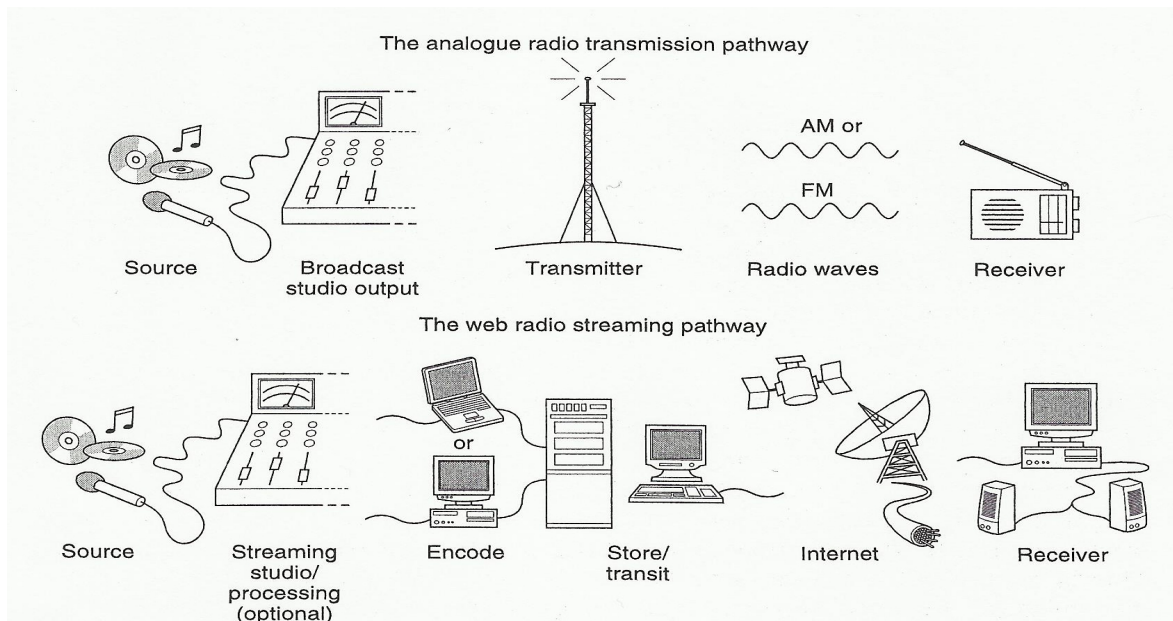 The analogue radio transmission pathway
AM or
FM
Source
Broadcast
studio output
Transmitter
Radio waves
Receiver
The web radio streaming pathway
or
Source
Streaming
studio/
processing
(optional)
Encode
Store/
transit
Internet
Receiver